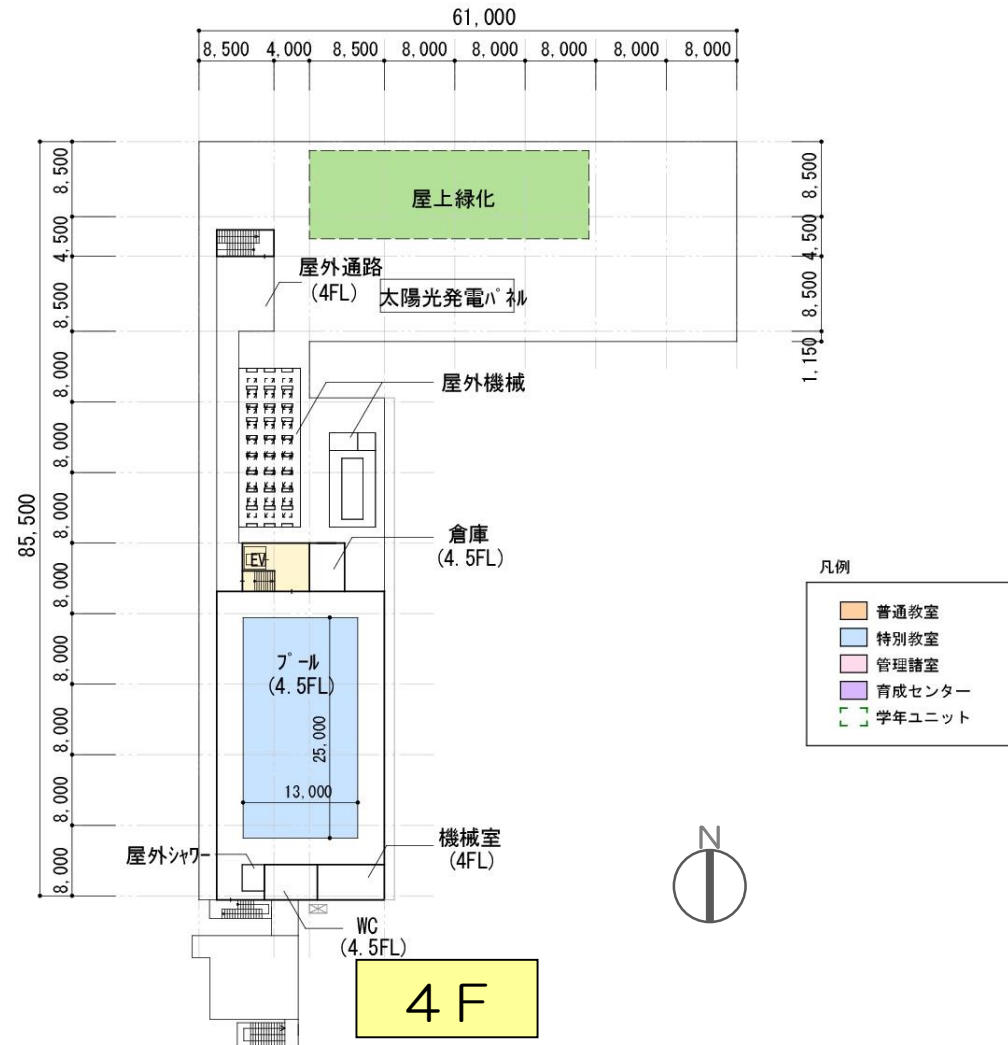 61,000
8,500 4,000 8,500 8,000 8,000 8,000 8,000 8,000
85,500
8,500
4,500
8,500
8,000
8,000
8,000
8,000
8,000
8,000
8,000
8,000
8,500
4,500
8,500
1,150
屋上緑化
屋外通路
(4FL)
太陽光発電パネル
屋外機械
倉庫
(4.5FL)
EV
プール
(4.5FL)
25,000
13,000
屋外シャワー
機械室
(4FL)
WC
(4.5FL)
凡例
普通教室
特別教室
管理諸室
育成センター
学年ユニット
N
4F